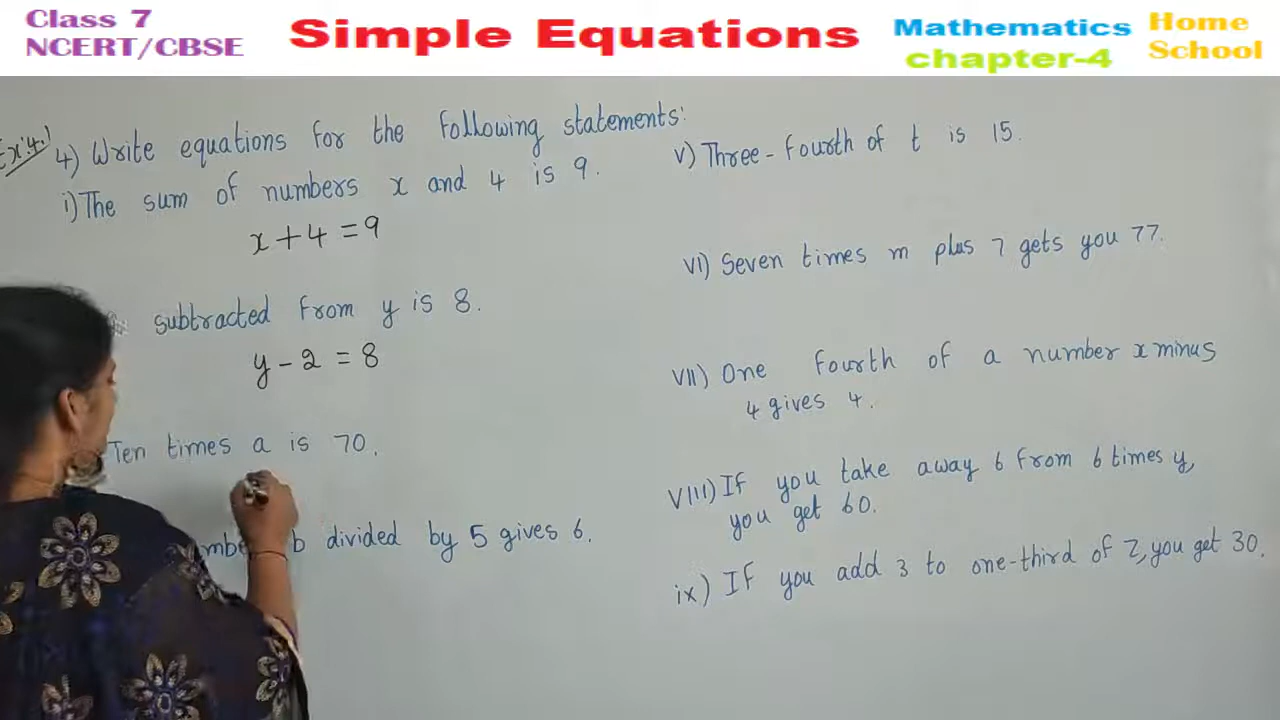 Class 7
NCERT/CBSE
Simple Equations
Mathematics
chapter-4
Home
School
4) Write equations for the following statements:
i) The sum of numbers x and 4 is 9.
x + 4 = 9
subtracted from y is 8.
y - 2 = 8
Ten times a is 70.
b divided by 5 gives 6.
v) Three-fourth of t is 15.
VI) Seven times m plus 7 gets you 77.
VII) One fourth of a number x minus
4 gives 4.
VIII) If you take away 6 from 6 times y,
you get 60.
ix) If you add 3 to one-third of z, you get 30.